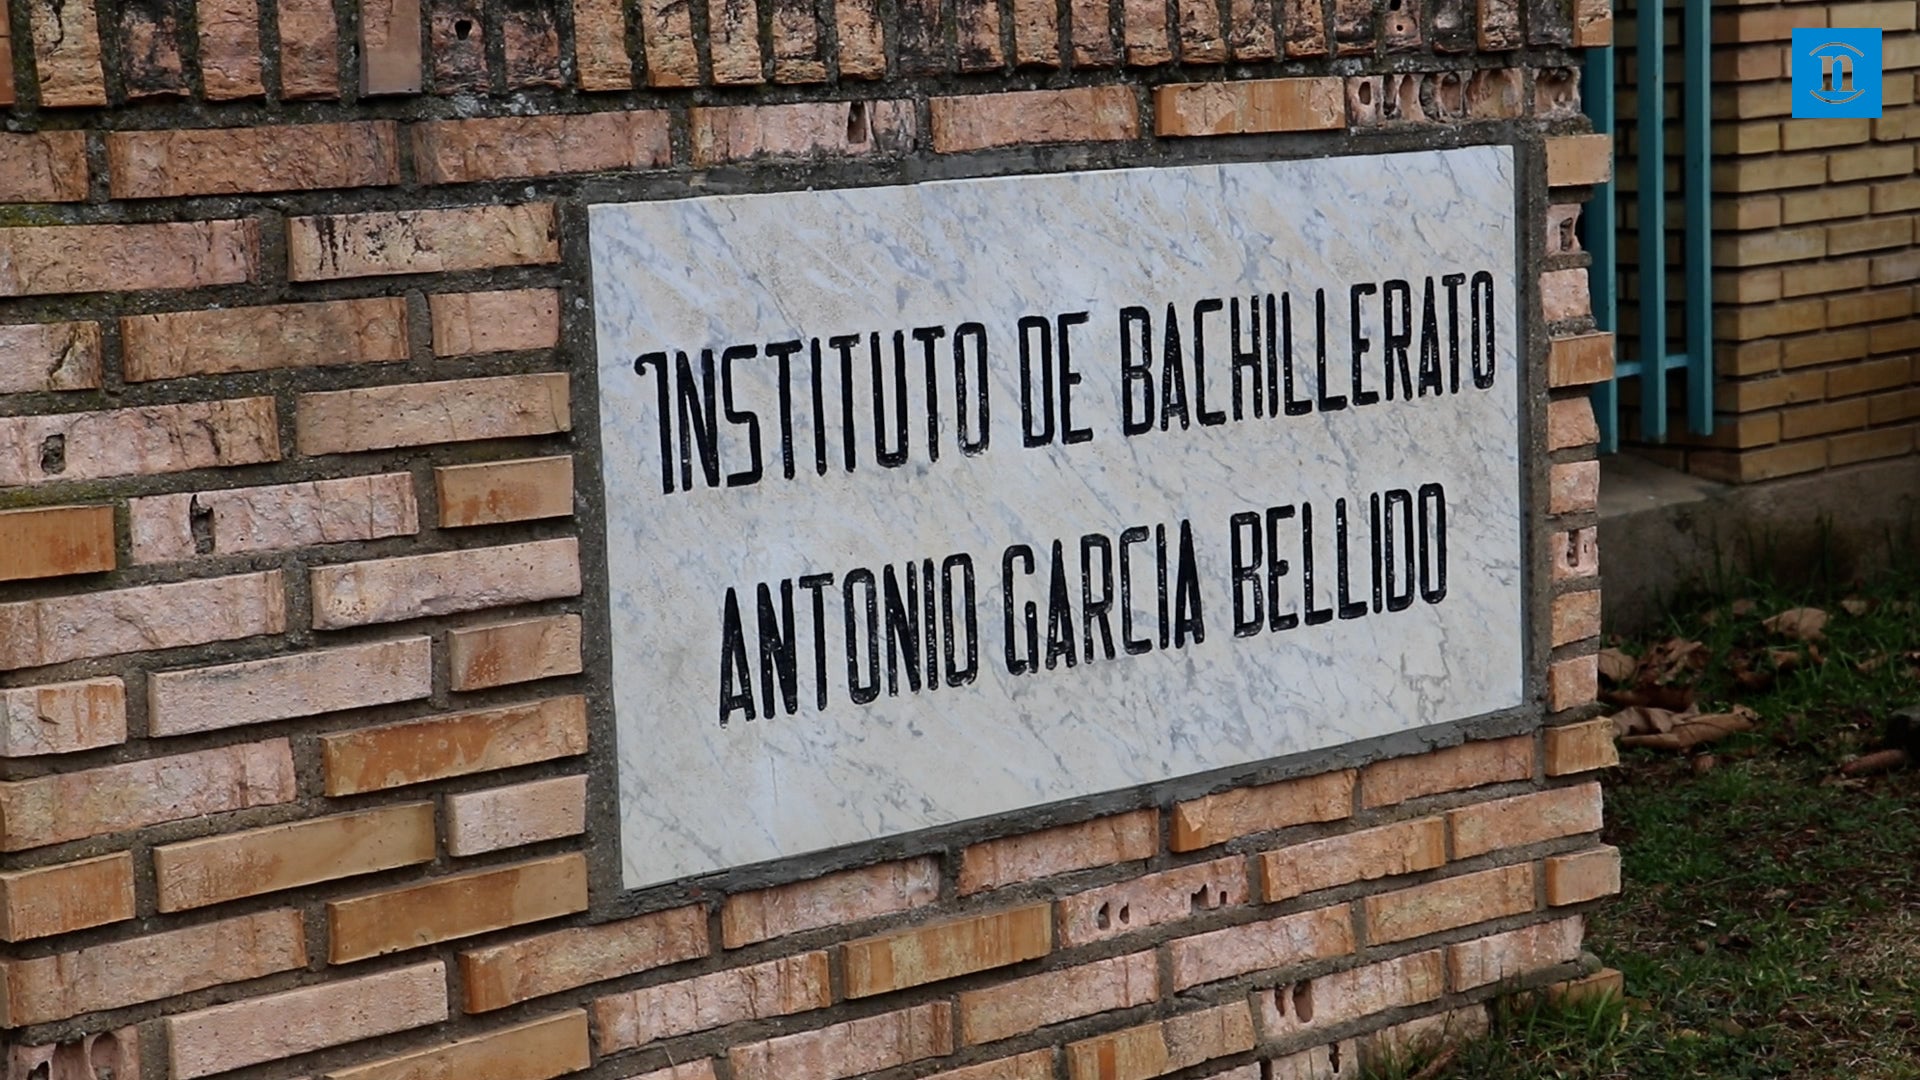 n
INSTITUTO DE BACHILLERATO
ANTONIO GARCIA BELLIDO